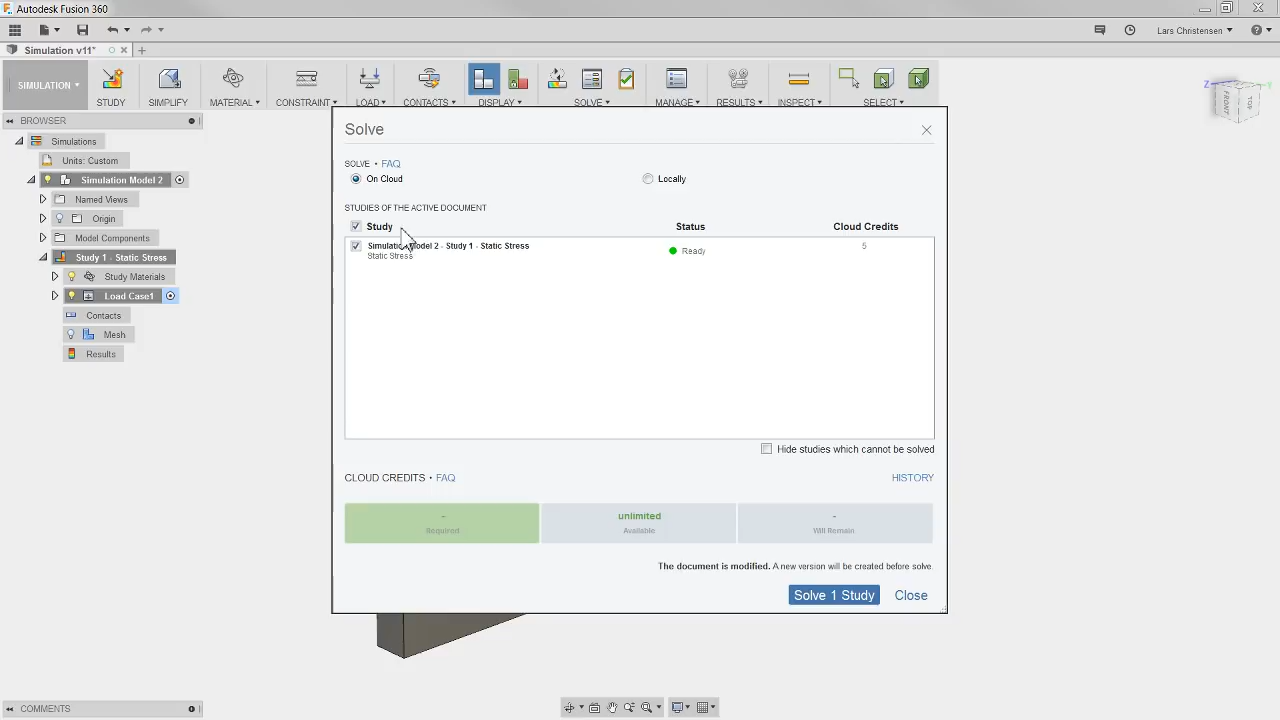 Autodesk Fusion 360
Lars Christensen
Simulation v11*
SIMULATION
STUDY
SIMPLIFY
MATERIAL
CONSTRAINT
LOAD
CONTACTS
DISPLAY
SOLVE
MANAGE
RESULTS
INSPECT
SELECT
BROWSER
Simulations
Units: Custom
Simulation Model 2
Named Views
Origin
Model Components
Study 1 - Static Stress
Study Materials
Load Case1
Contacts
Mesh
Results
Z
Y
FRONT
TOP
Solve
SOLVE • FAQ
On Cloud
Locally
STUDIES OF THE ACTIVE DOCUMENT
Study Status Cloud Credits
Simulation Model 2 - Study 1 - Static Stress
Static Stress
Ready
5
Hide studies which cannot be solved
CLOUD CREDITS • FAQ
HISTORY
- unlimited -
Required Available Will Remain
The document is modified. A new version will be created before solve.
Solve 1 Study Close
COMMENTS